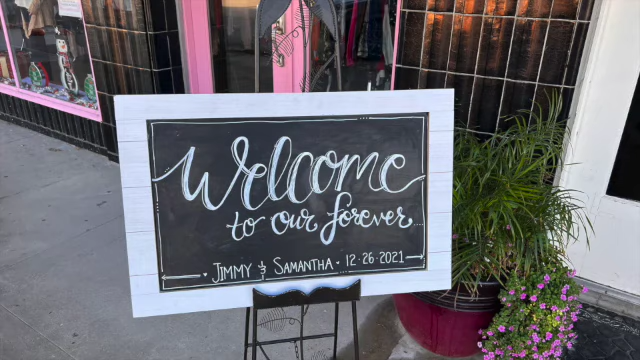 Welcome
to our forever
JIMMY & SAMANTHA • 12•26•2021